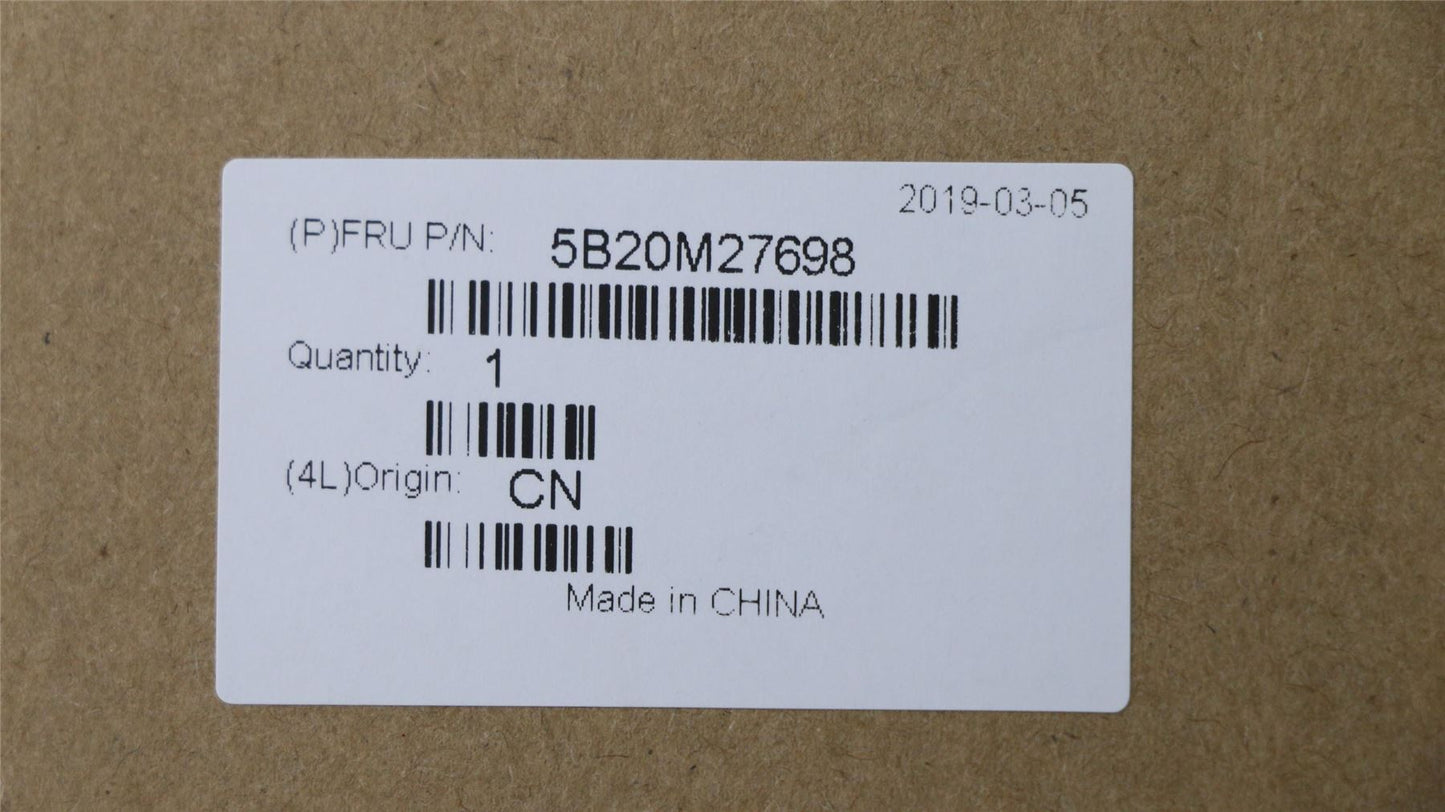 2019-03-05
(P)FRU P/N: 5B20M27698
Quantity: 1
(4L)Origin: CN
Made in CHINA